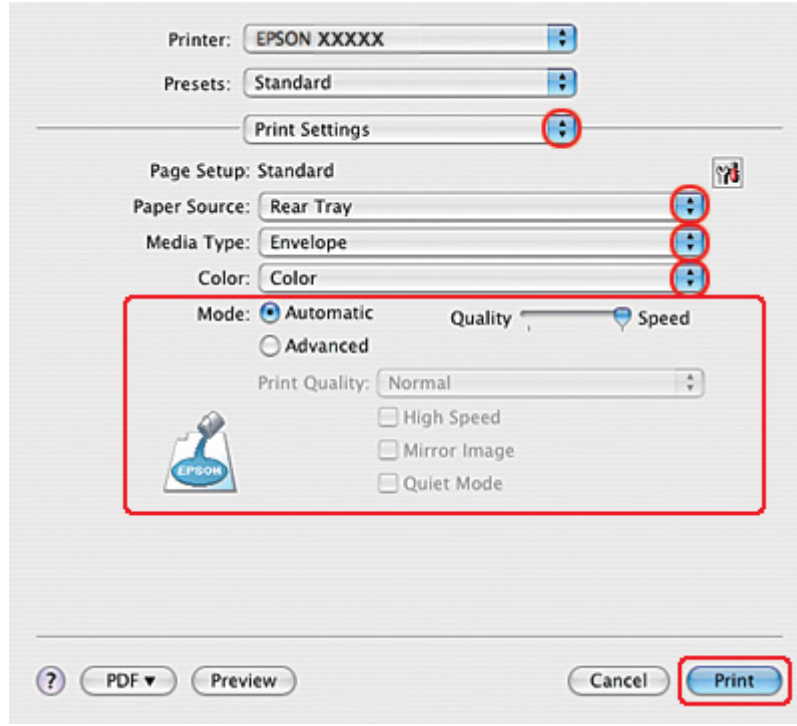 Printer: EPSON XXXXX
Presets: Standard
Print Settings
Page Setup: Standard
Paper Source: Rear Tray
Media Type: Envelope
Color: Color
Mode: Automatic Quality Speed
Advanced
Print Quality: Normal
High Speed
Mirror Image
EPSON
Quiet Mode
? PDF ▼ Preview Cancel Print